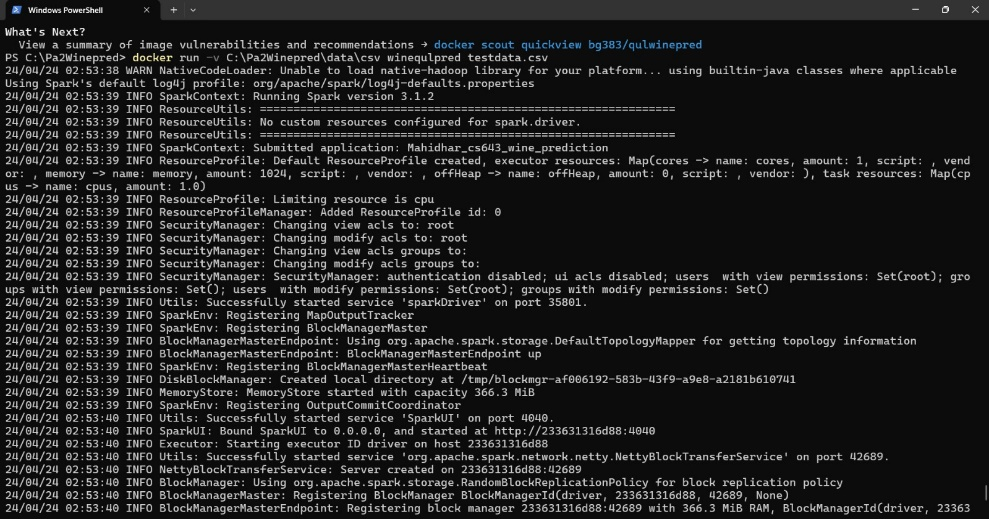 Windows PowerShell
What's Next?
View a summary of image vulnerabilities and recommendations → docker scout quickview bg383/qulwinepred
PS C:\Pa2Winepred> docker run -v C:\Pa2Winepred\data\csv winequlpred testdata.csv
24/04/24 02:53:38 WARN NativeCodeLoader: Unable to load native-hadoop library for your platform... using builtin-java classes where applicable
Using Spark's default log4j profile: org/apache/spark/log4j-defaults.properties
24/04/24 02:53:39 INFO SparkContext: Running Spark version 3.1.2
24/04/24 02:53:39 INFO ResourceUtils: ==============================================================
24/04/24 02:53:39 INFO ResourceUtils: No custom resources configured for spark.driver.
24/04/24 02:53:39 INFO ResourceUtils: ==============================================================
24/04/24 02:53:39 INFO SparkContext: Submitted application: Mahidhar_cs643_wine_prediction
24/04/24 02:53:39 INFO ResourceProfile: Default ResourceProfile created, executor resources: Map(cores -> name: cores, amount: 1, script: , vend
or: , memory -> name: memory, amount: 1024, script: , vendor: , offHeap -> name: offHeap, amount: 0, script: , vendor: ), task resources: Map(cp
us -> name: cpus, amount: 1.0)
24/04/24 02:53:39 INFO ResourceProfile: Limiting resource is cpu
24/04/24 02:53:39 INFO ResourceProfileManager: Added ResourceProfile id: 0
24/04/24 02:53:39 INFO SecurityManager: Changing view acls to: root
24/04/24 02:53:39 INFO SecurityManager: Changing modify acls to: root
24/04/24 02:53:39 INFO SecurityManager: Changing view acls groups to:
24/04/24 02:53:39 INFO SecurityManager: Changing modify acls groups to:
24/04/24 02:53:39 INFO SecurityManager: SecurityManager: authentication disabled; ui acls disabled; users  with view permissions: Set(root); gro
ups with view permissions: Set(); users  with modify permissions: Set(root); groups with modify permissions: Set()
24/04/24 02:53:39 INFO Utils: Successfully started service 'sparkDriver' on port 35801.
24/04/24 02:53:39 INFO SparkEnv: Registering MapOutputTracker
24/04/24 02:53:39 INFO SparkEnv: Registering BlockManagerMaster
24/04/24 02:53:39 INFO BlockManagerMasterEndpoint: Using org.apache.spark.storage.DefaultTopologyMapper for getting topology information
24/04/24 02:53:39 INFO BlockManagerMasterEndpoint: BlockManagerMasterEndpoint up
24/04/24 02:53:39 INFO SparkEnv: Registering BlockManagerMasterHeartbeat
24/04/24 02:53:39 INFO DiskBlockManager: Created local directory at /tmp/blockmgr-af006192-583b-43f9-a9e8-a2181b610741
24/04/24 02:53:39 INFO MemoryStore: MemoryStore started with capacity 366.3 MiB
24/04/24 02:53:39 INFO SparkEnv: Registering OutputCommitCoordinator
24/04/24 02:53:40 INFO Utils: Successfully started service 'SparkUI' on port 4040.
24/04/24 02:53:40 INFO SparkUI: Bound SparkUI to 0.0.0.0, and started at http://233631316d88:4040
24/04/24 02:53:40 INFO Executor: Starting executor ID driver on host 233631316d88
24/04/24 02:53:40 INFO Utils: Successfully started service 'org.apache.spark.network.netty.NettyBlockTransferService' on port 42689.
24/04/24 02:53:40 INFO NettyBlockTransferService: Server created on 233631316d88:42689
24/04/24 02:53:40 INFO BlockManager: Using org.apache.spark.storage.RandomBlockReplicationPolicy for block replication policy
24/04/24 02:53:40 INFO BlockManagerMaster: Registering BlockManager BlockManagerId(driver, 233631316d88, 42689, None)
24/04/24 02:53:40 INFO BlockManagerMasterEndpoint: Registering block manager 233631316d88:42689 with 366.3 MiB RAM, BlockManagerId(driver, 23363